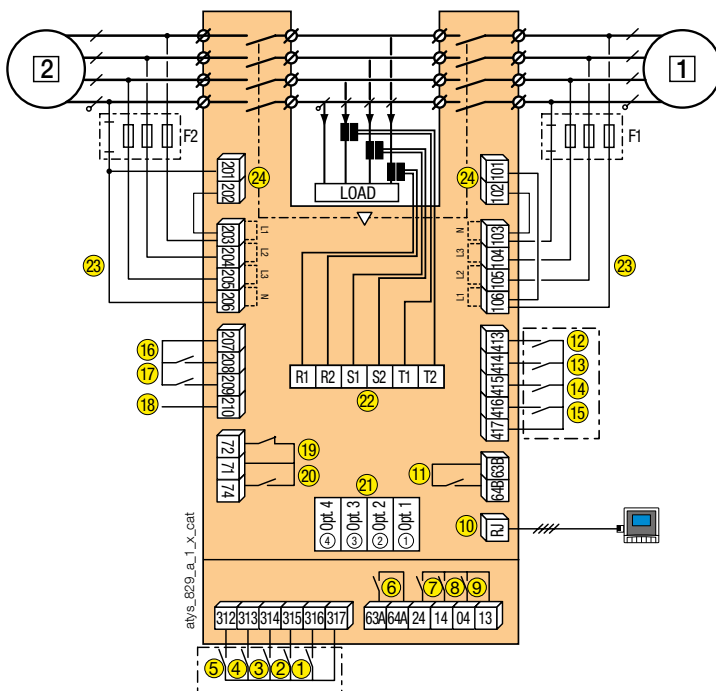 2
1
F2
F1
201
202
24
24
101
102
LOAD
203
204
205
206
L1
L2
L3
N
N
L3
L2
L1
103
104
105
106
23
23
207
208
209
210
16
17
18
R1 R2 S1 S2 T1 T2
22
413
414
415
416
417
12
13
14
15
72
71
74
19
20
11
63B
64B
21
Opt 4 Opt 3 Opt 2 Opt 1
4 3 2 1
10
RJ
atys_829_a_1_x_cat
6 7 8 9
312 313 314 315 316 317
63A 64A 24 14 04 13
5 4 3 2 1